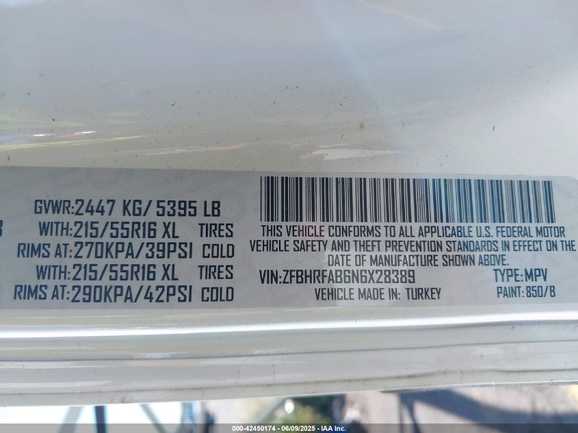 GVWR:2447 KG/ 5395 LB
WITH:215/55R16 XL TIRES
RIMS AT:270KPA/39PSI COLD
WITH:215/55R16 XL TIRES
RIMS AT:290KPA/42PSI COLD
THIS VEHICLE CONFORMS TO ALL APPLICABLE U.S. FEDERAL MOTOR
VEHICLE SAFETY AND THEFT PREVENTION STANDARDS IN EFFECT ON THE
DATE OF MANUFACTURE SHOWN ABOVE.
VIN:ZFBHRFAB6N6X28389 TYPE: MPV
VEHICLE MADE IN: TURKEY PAINT: 850/B
000-42450174 - 06/09/2025 - IAA Inc.